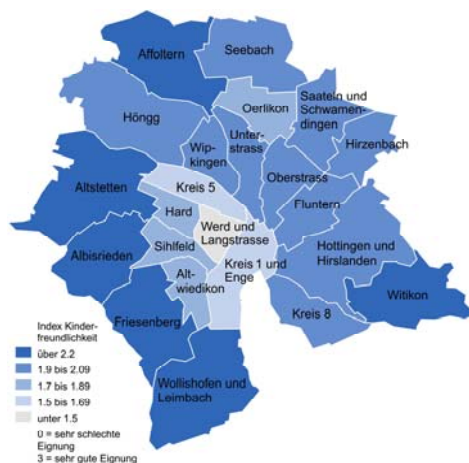 Affoltern
Seebach
Oerlikon
Saateln und
Schwamen-
dingen
Höngg
Unter-
strass
Wip-
kingen
Hirzenbach
Oberstrass
Kreis 5
Altstetten
Fluntern
Hard
Werd und
Langstrasse
Sihlfeld
Hottingen und
Hirslanden
Albisrieden
Kreis 1 und
Enge
Alt-
wiedikon
Witikon
Kreis 8
Friesenberg
Wollishofen und
Leimbach
Index Kinder-
freundlichkeit
über 2.2
1.9 bis 2.09
1.7 bis 1.89
1.5 bis 1.69
unter 1.5
0 = sehr schlechte
Eignung
3 = sehr gute Eignung